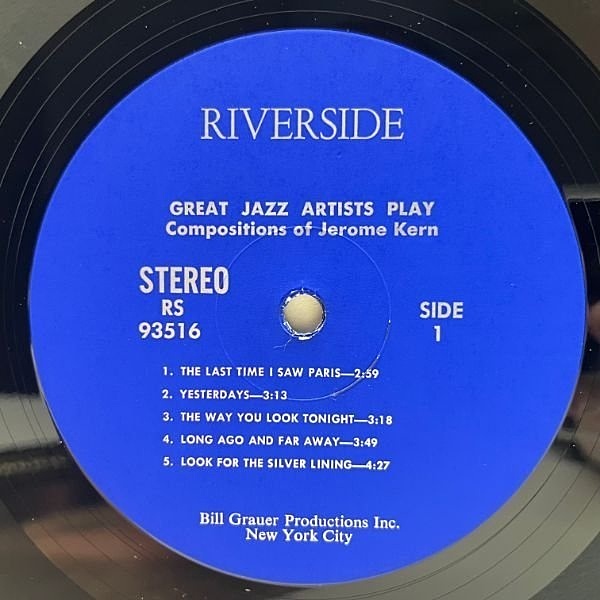 RIVERSIDE
GREAT JAZZ ARTISTS PLAY
Compositions of Jerome Kern
STEREO
RS
93516
SIDE
1
1. THE LAST TIME I SAW PARIS—2:59
2. YESTERDAYS—3:13
3. THE WAY YOU LOOK TONIGHT—3:18
4. LONG AGO AND FAR AWAY—3:49
5. LOOK FOR THE SILVER LINING—4:27
Bill Grauer Productions Inc.
New York City